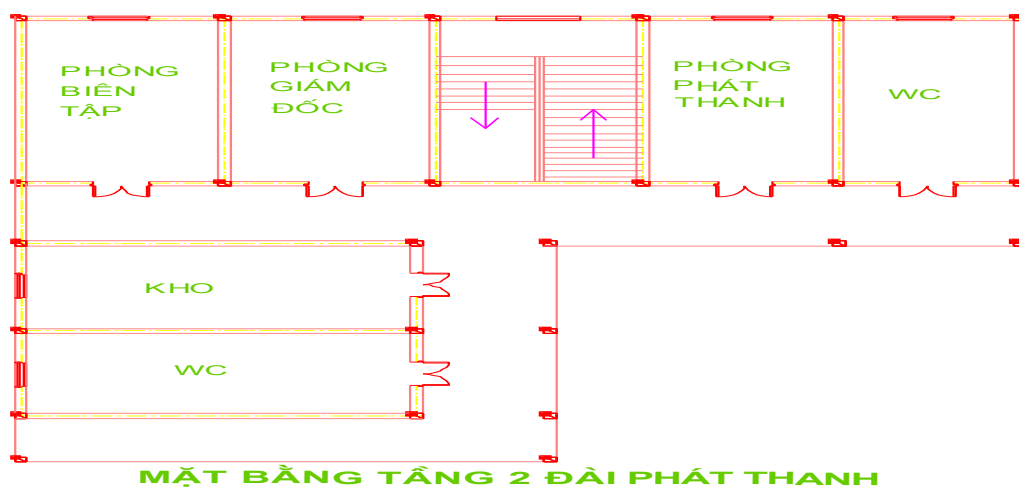 PHÒNG
BIÊN
TẬP
PHÒNG
GIÁM
ĐỐC
PHÒNG
PHÁT
THANH
WC
KHO
WC
MẶT BẰNG TẦNG 2 ĐÀI PHÁT THANH